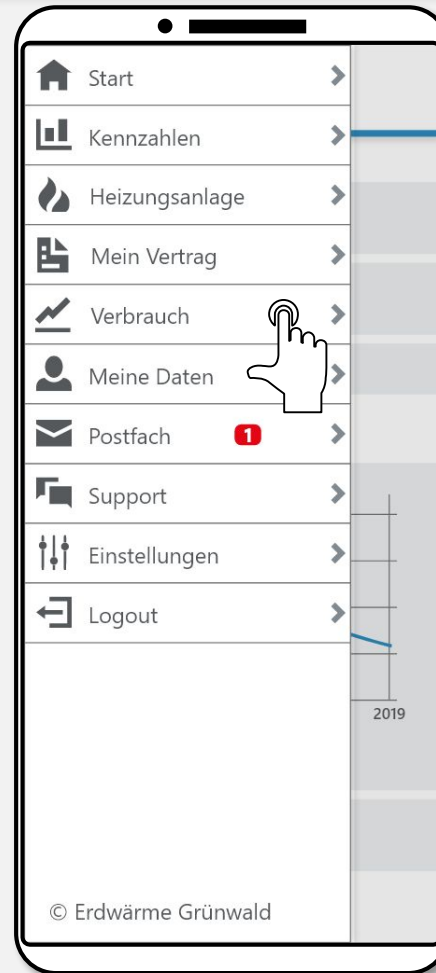 Start
Kennzahlen
Heizungsanlage
Mein Vertrag
Verbrauch
Meine Daten
Postfach 1
Support
Einstellungen
Logout
2019
© Erdwärme Grünwald